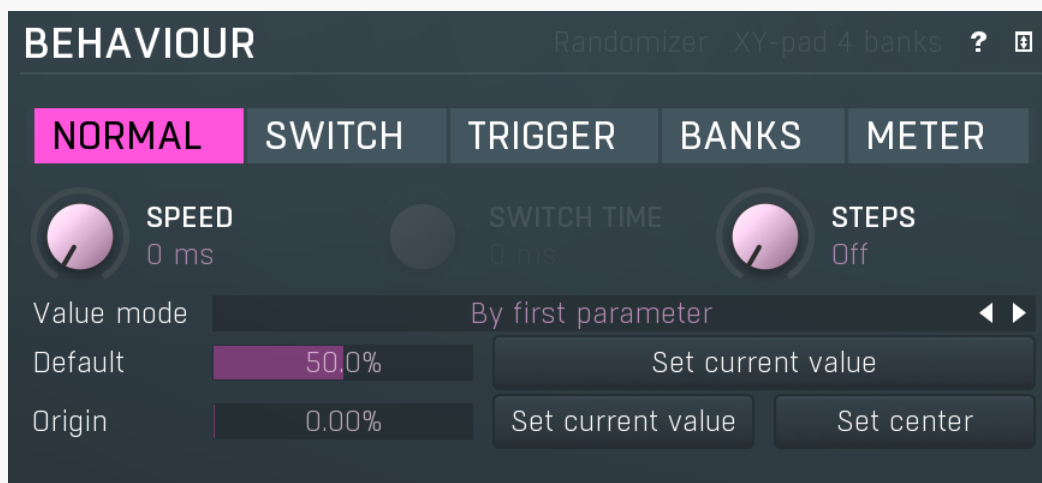 BEHAVIOUR Randomizer XY-pad 4 banks ?
NORMAL SWITCH TRIGGER BANKS METER
SPEED SWITCH TIME STEPS
0 ms 0 ms Off
Value mode By first parameter
Default 50.0% Set current value
Origin 0.00% Set current value Set center